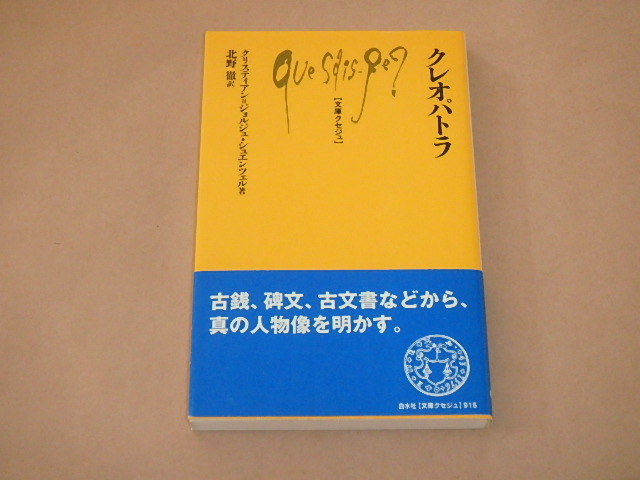 クレオパトラ
que sais-je?
[文庫クセジュ]
クリスティアン=ジョルジュ・シュエンツェル著
北野 徹訳
古銭、碑文、古文書などから、
真の人物像を明かす。
白水社[文庫クセジュ]915